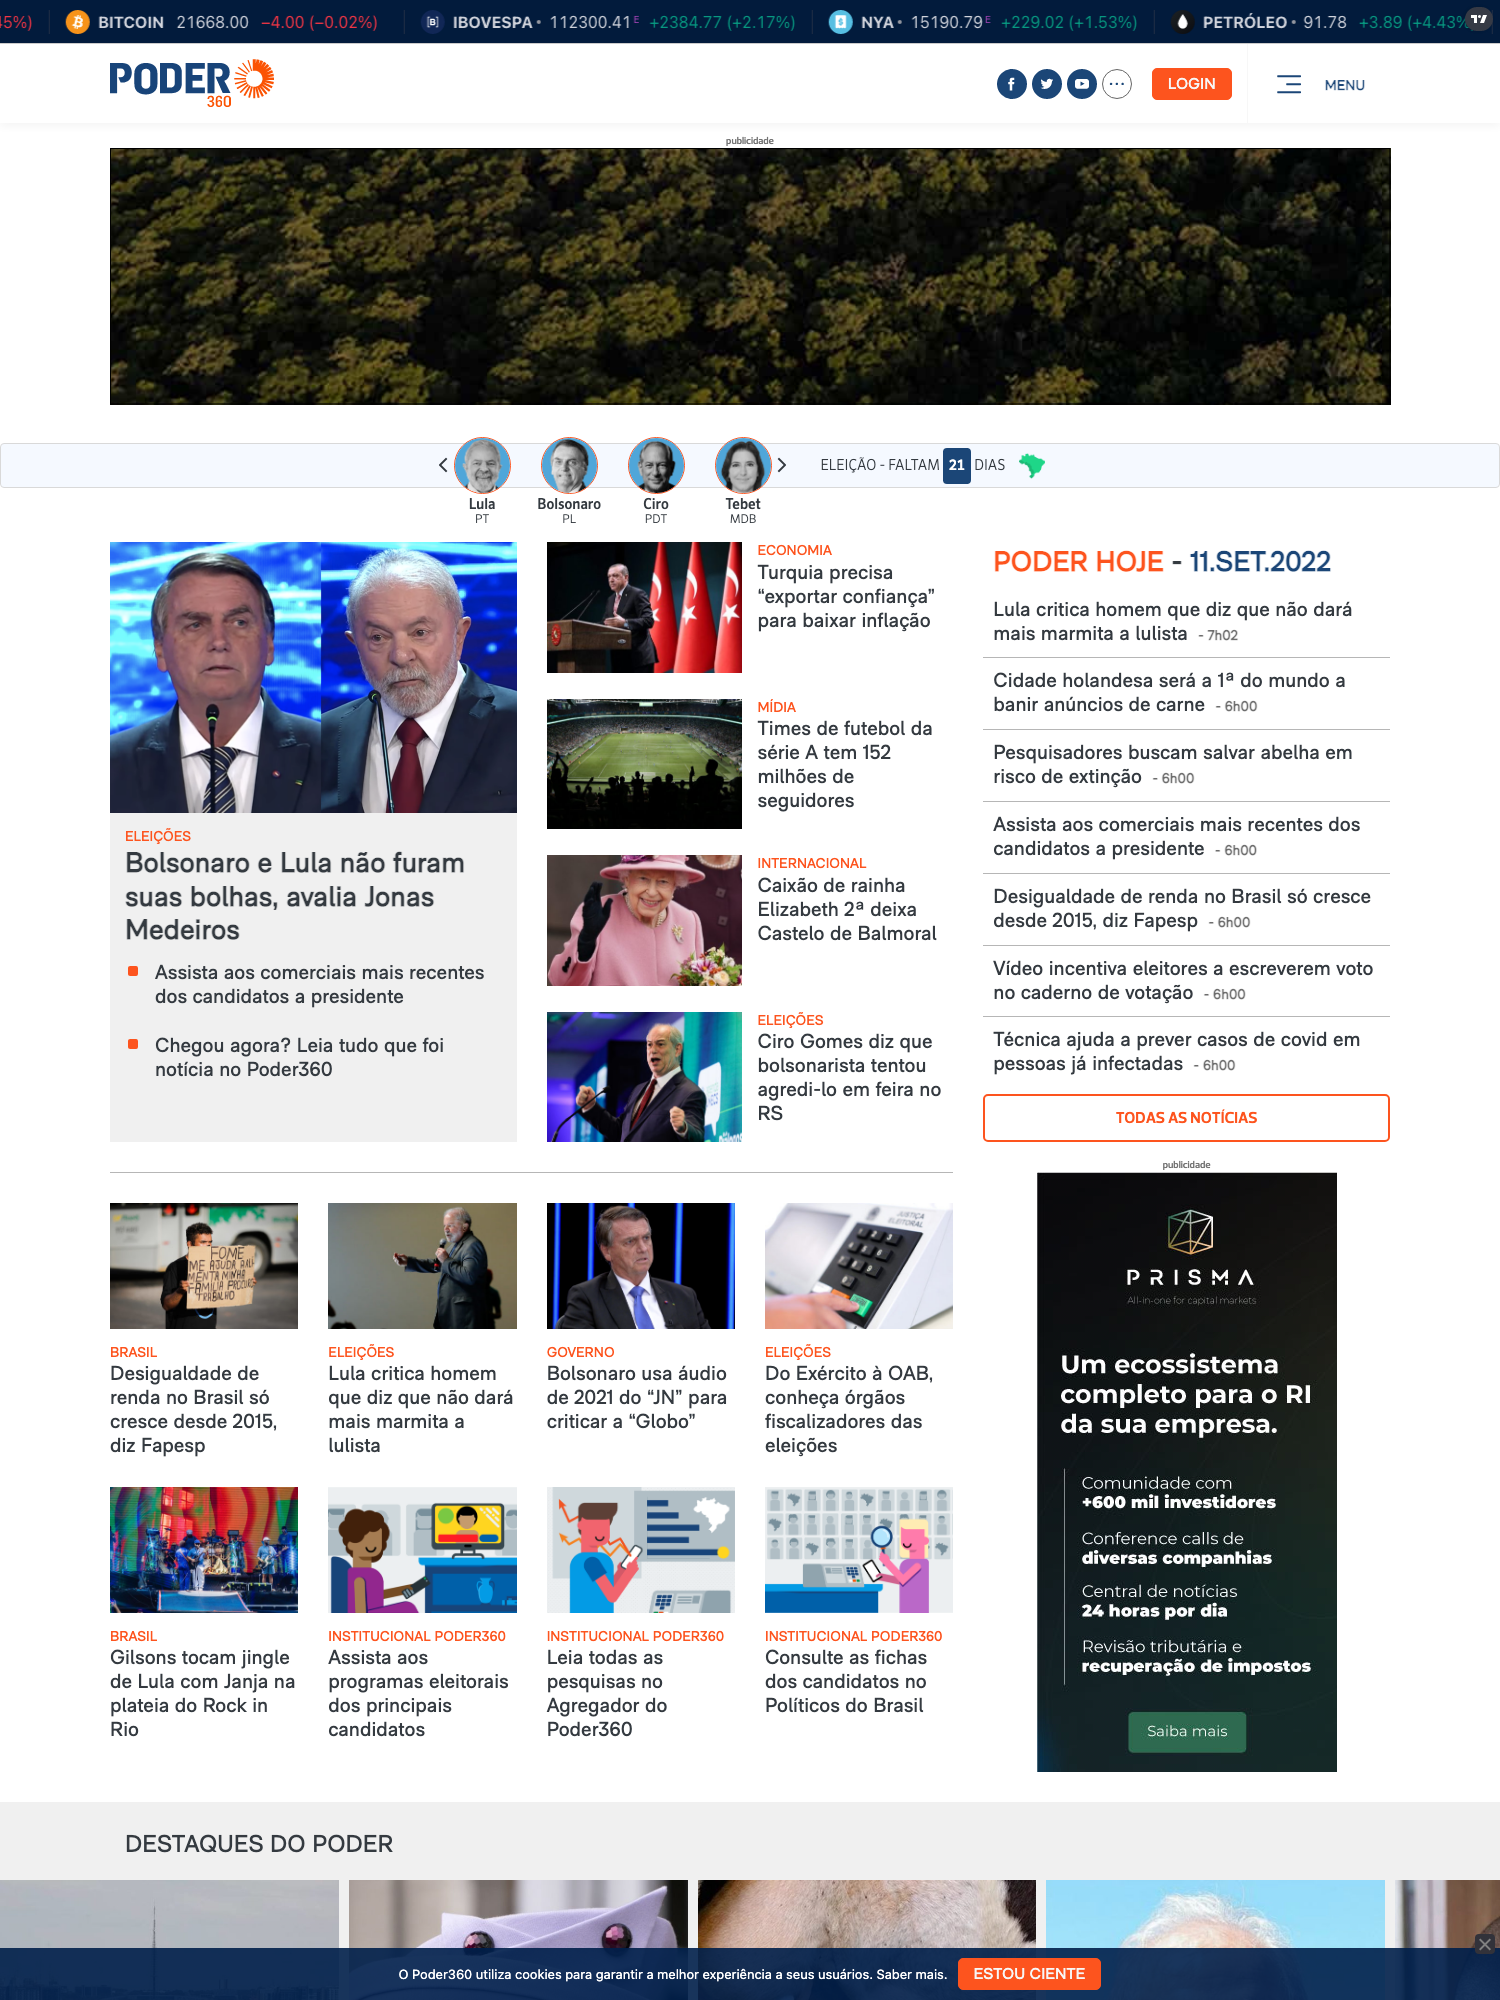 45%)
BITCOIN 21668.00 −4.00 (−0.02%)
IBOVESPA 112300.41 E +2384.77 (+2.17%)
NYA 15190.79 E +229.02 (+1.53%)
PETRÓLEO 91.78 +3.89 (+4.43%
PODER
360
LOGIN
MENU
publicidade
Lula
PT
Bolsonaro
PL
Ciro
PDT
Tebet
MDB
ELEIÇÃO - FALTAM 21 DIAS
ELEIÇÕES
Bolsonaro e Lula não furam
suas bolhas, avalia Jonas
Medeiros
Assista aos comerciais mais recentes
dos candidatos a presidente
Chegou agora? Leia tudo que foi
notícia no Poder360
ECONOMIA
Turquia precisa
“exportar confiança”
para baixar inflação
MÍDIA
Times de futebol da
série A tem 152
milhões de
seguidores
INTERNACIONAL
Caixão de rainha
Elizabeth 2ª deixa
Castelo de Balmoral
ELEIÇÕES
Ciro Gomes diz que
bolsonarista tentou
agredi-lo em feira no
RS
PODER HOJE - 11.SET.2022
Lula critica homem que diz que não dará
mais marmita a lulista - 7h02
Cidade holandesa será a 1ª do mundo a
banir anúncios de carne - 6h00
Pesquisadores buscam salvar abelha em
risco de extinção - 6h00
Assista aos comerciais mais recentes dos
candidatos a presidente - 6h00
Desigualdade de renda no Brasil só cresce
desde 2015, diz Fapesp - 6h00
Vídeo incentiva eleitores a escreverem voto
no caderno de votação - 6h00
Técnica ajuda a prever casos de covid em
pessoas já infectadas - 6h00
TODAS AS NOTÍCIAS
publicidade
PRISMA
All-in-one for capital markets
Um ecossistema
completo para o RI
da sua empresa.
Comunidade com
+600 mil investidores
Conference calls de
diversas companhias
Central de notícias
24 horas por dia
Revisão tributária e
recuperação de impostos
Saiba mais
FOME
ME AJUDA
MENTA MINHA
FAMILIA PROCURO
TRABALHO
BRASIL
Desigualdade de
renda no Brasil só
cresce desde 2015,
diz Fapesp
ELEIÇÕES
Lula critica homem
que diz que não dará
mais marmita a
lulista
GOVERNO
Bolsonaro usa áudio
de 2021 do “JN” para
criticar a “Globo”
JUSTIÇA
ELEITORAL
ELEIÇÕES
Do Exército à OAB,
conheça órgãos
fiscalizadores das
eleições
BRASIL
Gilsons tocam jingle
de Lula com Janja na
plateia do Rock in
Rio
INSTITUCIONAL PODER360
Assista aos
programas eleitorais
dos principais
candidatos
INSTITUCIONAL PODER360
Leia todas as
pesquisas no
Agregador do
Poder360
INSTITUCIONAL PODER360
Consulte as fichas
dos candidatos no
Políticos do Brasil
DESTAQUES DO PODER
O Poder360 utiliza cookies para garantir a melhor experiência a seus usuários. Saber mais.
ESTOU CIENTE